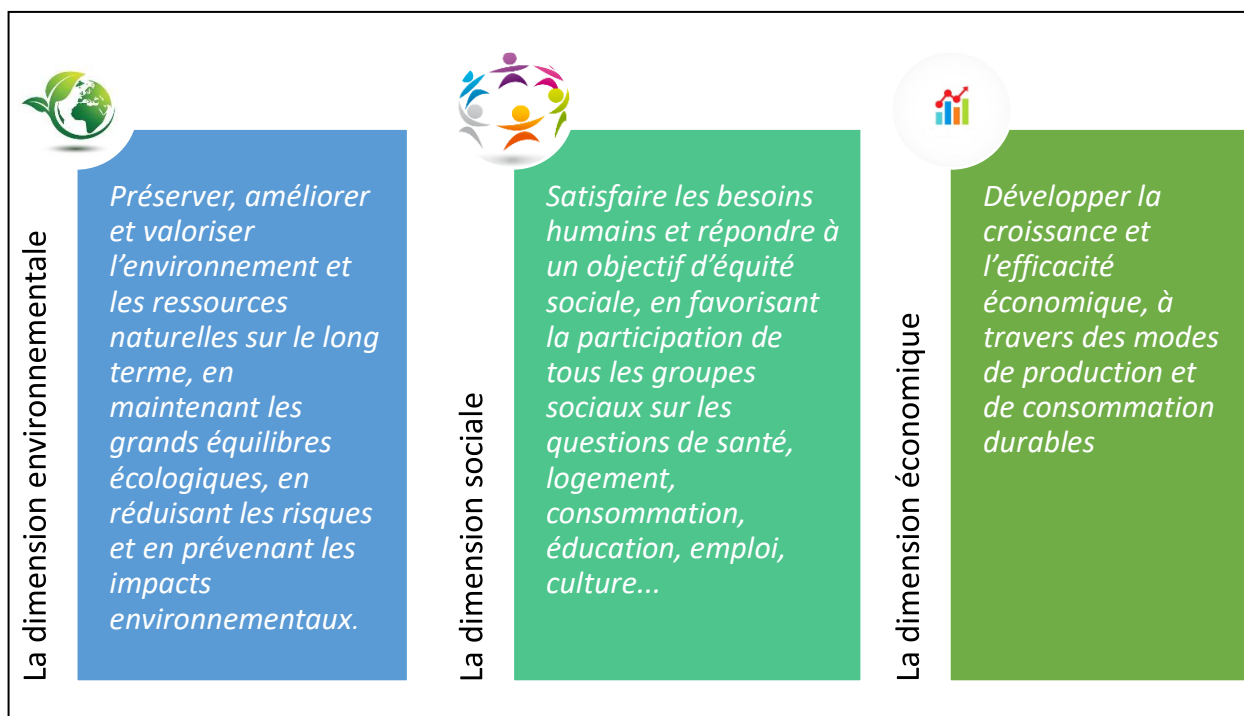 La dimension environnementale
Préserver, améliorer
et valoriser
l’environnement et
les ressources
naturelles sur le long
terme, en
maintenant les
grands équilibres
écologiques, en
réduisant les risques
et en prévenant les
impacts
environnementaux.
La dimension sociale
Satisfaire les besoins
humains et répondre à
un objectif d’équité
sociale, en favorisant
la participation de
tous les groupes
sociaux sur les
questions de santé,
logement,
consommation,
éducation, emploi,
culture...
La dimension économique
Développer la
croissance et
l’efficacité
économique, à
travers des modes
de production et
de consommation
durables